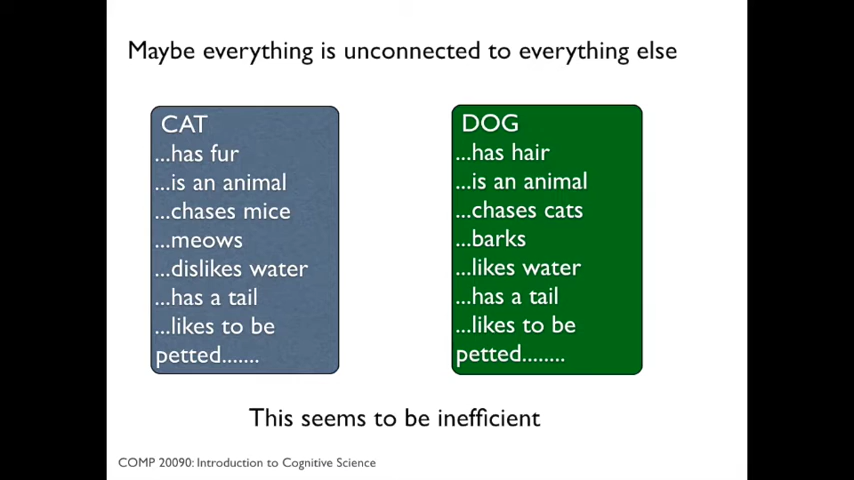 Maybe everything is unconnected to everything else
CAT
...has fur
...is an animal
...chases mice
...meows
...dislikes water
...has a tail
...likes to be
petted.......
DOG
...has hair
...is an animal
...chases cats
...barks
...likes water
...has a tail
...likes to be
petted........
This seems to be inefficient
COMP 20090: Introduction to Cognitive Science